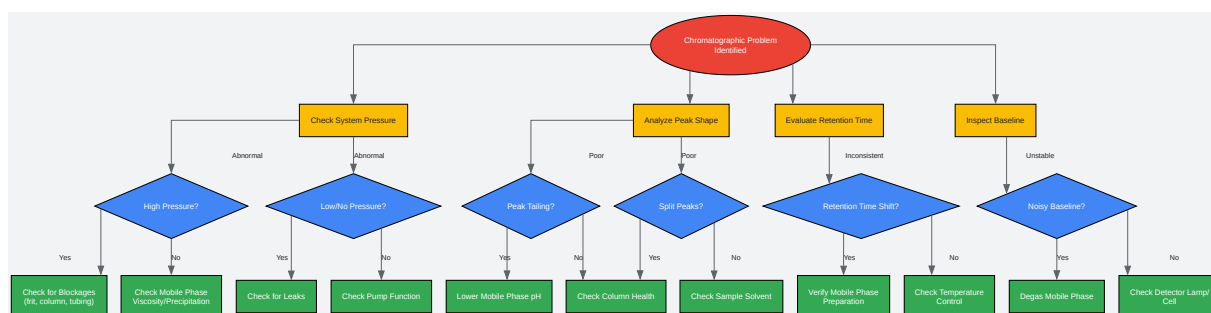 Chromatographic Problem
Identified
Check System Pressure
Analyze Peak Shape
Evaluate Retention Time
Inspect Baseline
Abnormal
Abnormal
Poor
Poor
Inconsistent
Unstable
High Pressure?
Low/No Pressure?
Peak Tailing?
Split Peaks?
Retention Time Shift?
Noisy Baseline?
Yes
No
Yes
No
Yes
No
Yes
No
Yes
No
Yes
No
Check for Blockages
(frit, column, tubing)
Check Mobile Phase
Viscosity/Precipitation
Check for Leaks
Check Pump Function
Lower Mobile Phase pH
Check Column Health
Check Sample Solvent
Verify Mobile Phase
Preparation
Check Temperature
Control
Degas Mobile Phase
Check Detector Lamp/
Cell